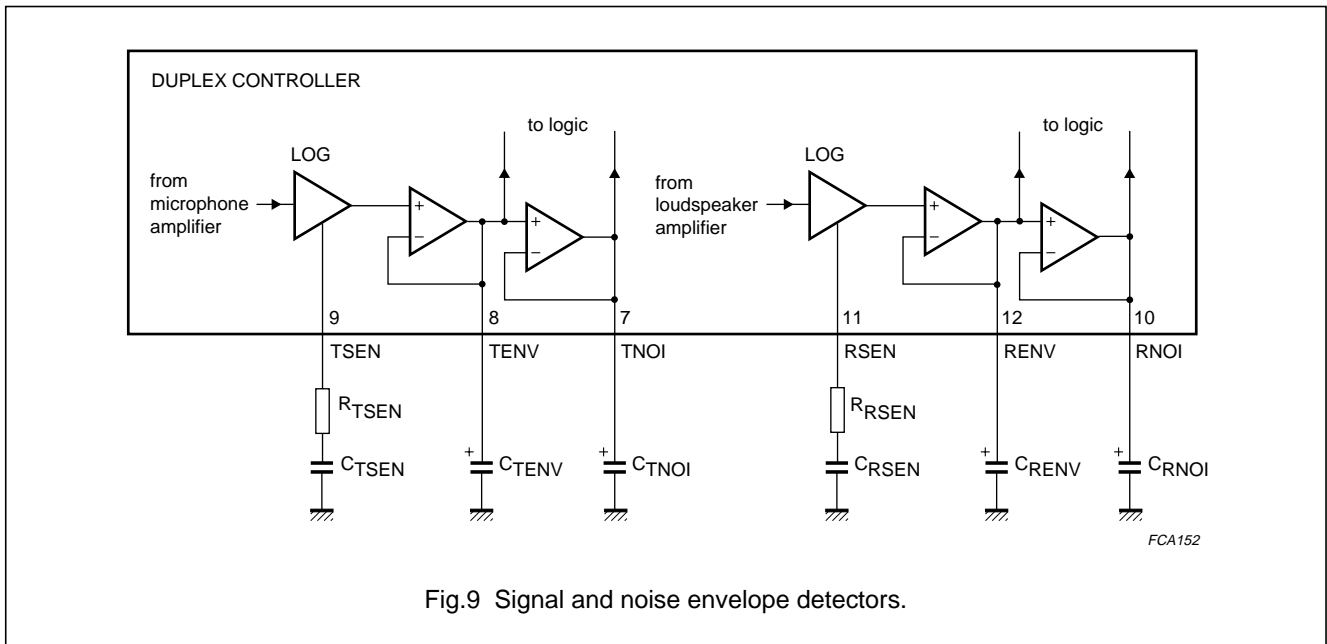 DUPLEX CONTROLLER
to logic
to logic
LOG
LOG
from
microphone
amplifier
from
loudspeaker
amplifier
+
−
+
−
+
−
+
−
9
8
7
11
12
10
TSEN
TENV
TNOI
RSEN
RENV
RNOI
RTSEN
RRSEN
CTSEN
+
CTENV
+
CTNOI
CRSEN
+
CRENV
+
CRNOI
FCA152
Fig.9 Signal and noise envelope detectors.